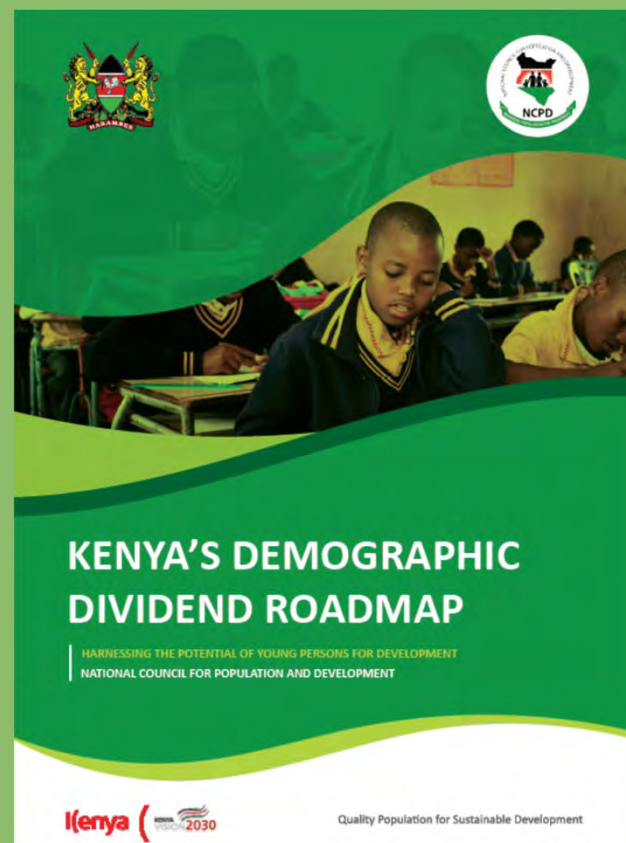 HARAMBEE
NCPD
KENYA'S DEMOGRAPHIC
DIVIDEND ROADMAP
HARNESSING THE POTENTIAL OF YOUNG PERSONS FOR DEVELOPMENT
NATIONAL COUNCIL FOR POPULATION AND DEVELOPMENT
Kenya
KENYA
VISION 2030
Quality Population for Sustainable Development